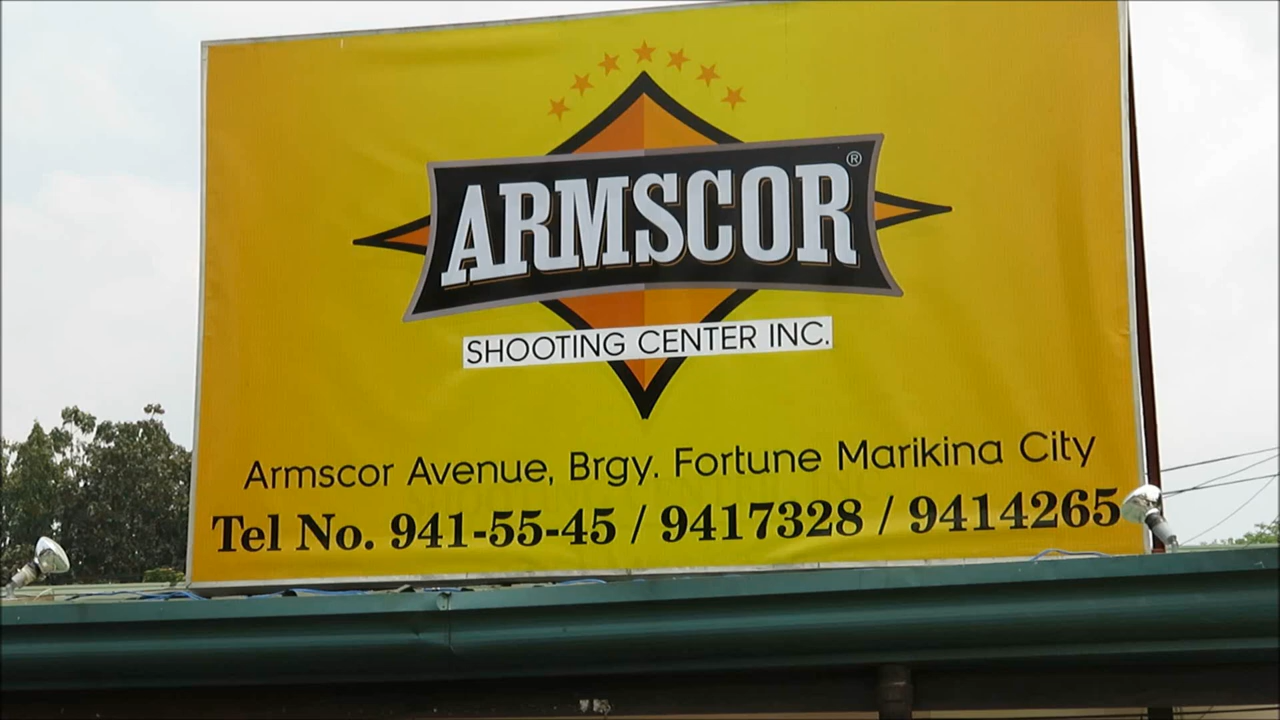 ARMSCOR®
SHOOTING CENTER INC.
Armscor Avenue, Brgy. Fortune Marikina City
Tel No. 941-55-45 / 9417328 / 9414265